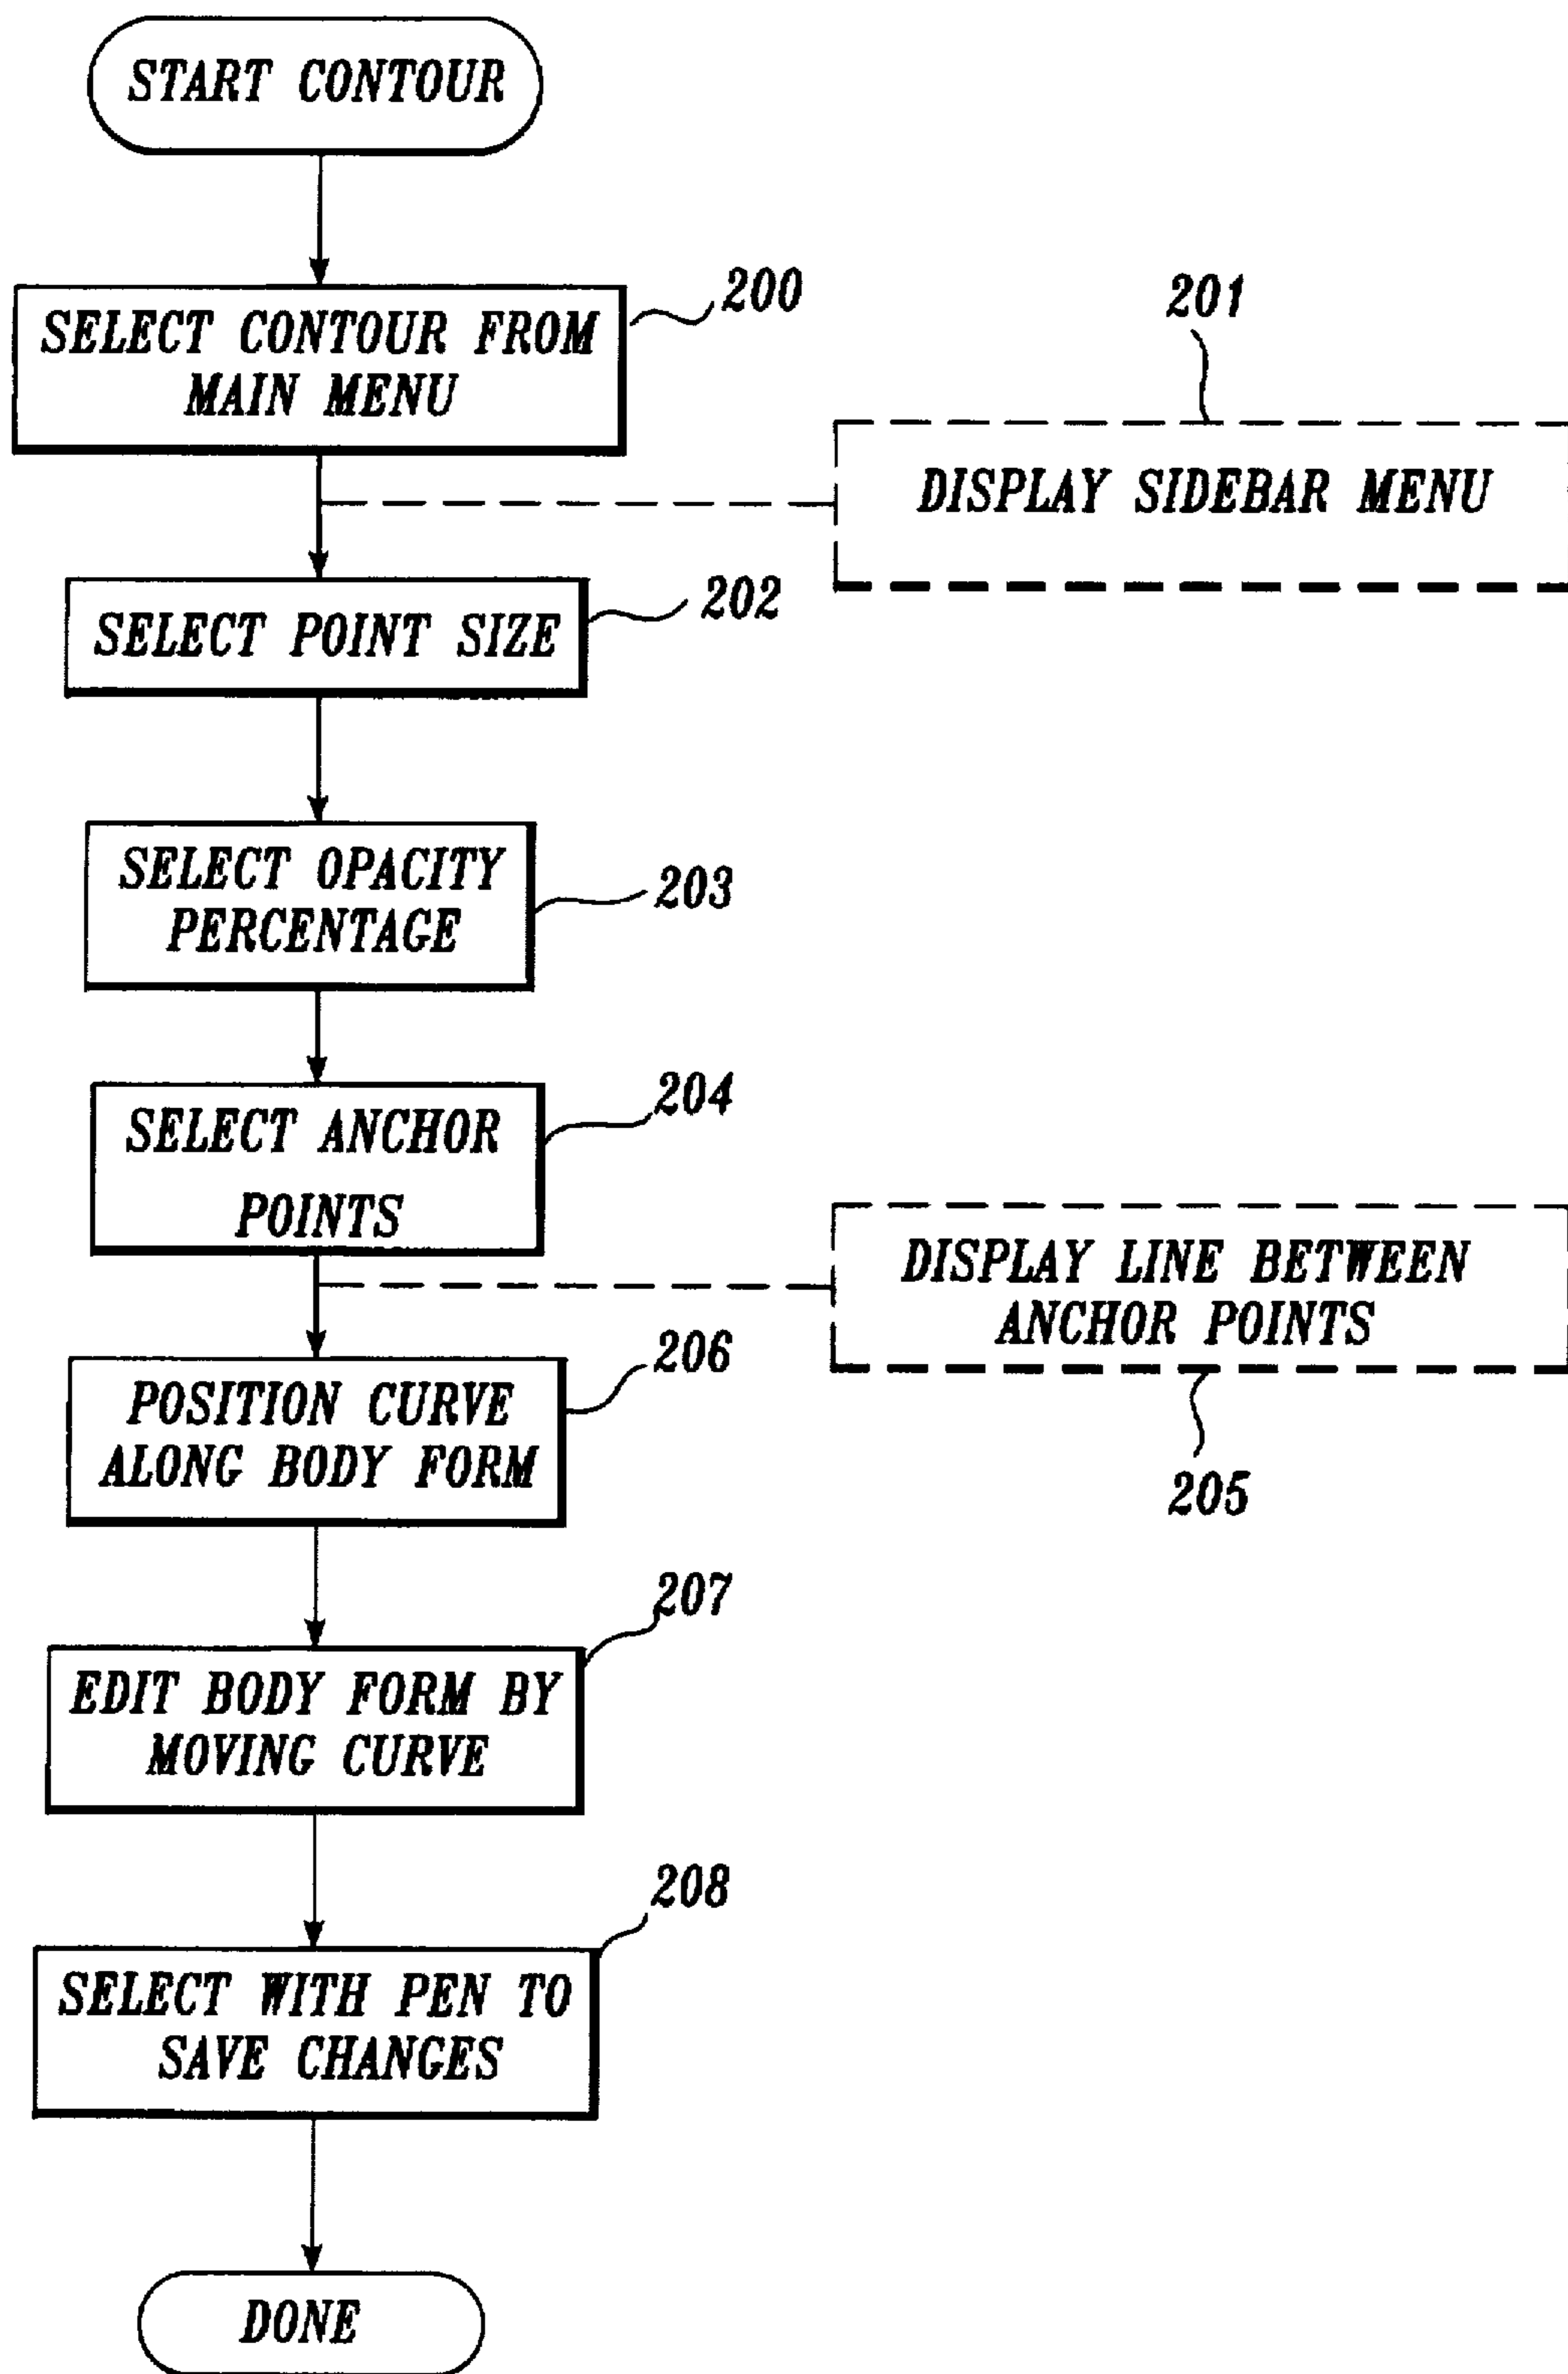 START CONTOUR
200
SELECT CONTOUR FROM
MAIN MENU
201
DISPLAY SIDEBAR MENU
202
SELECT POINT SIZE
203
SELECT OPACITY
PERCENTAGE
204
SELECT ANCHOR
POINTS
DISPLAY LINE BETWEEN
ANCHOR POINTS
205
206
POSITION CURVE
ALONG BODY FORM
207
EDIT BODY FORM BY
MOVING CURVE
208
SELECT WITH PEN TO
SAVE CHANGES
DONE